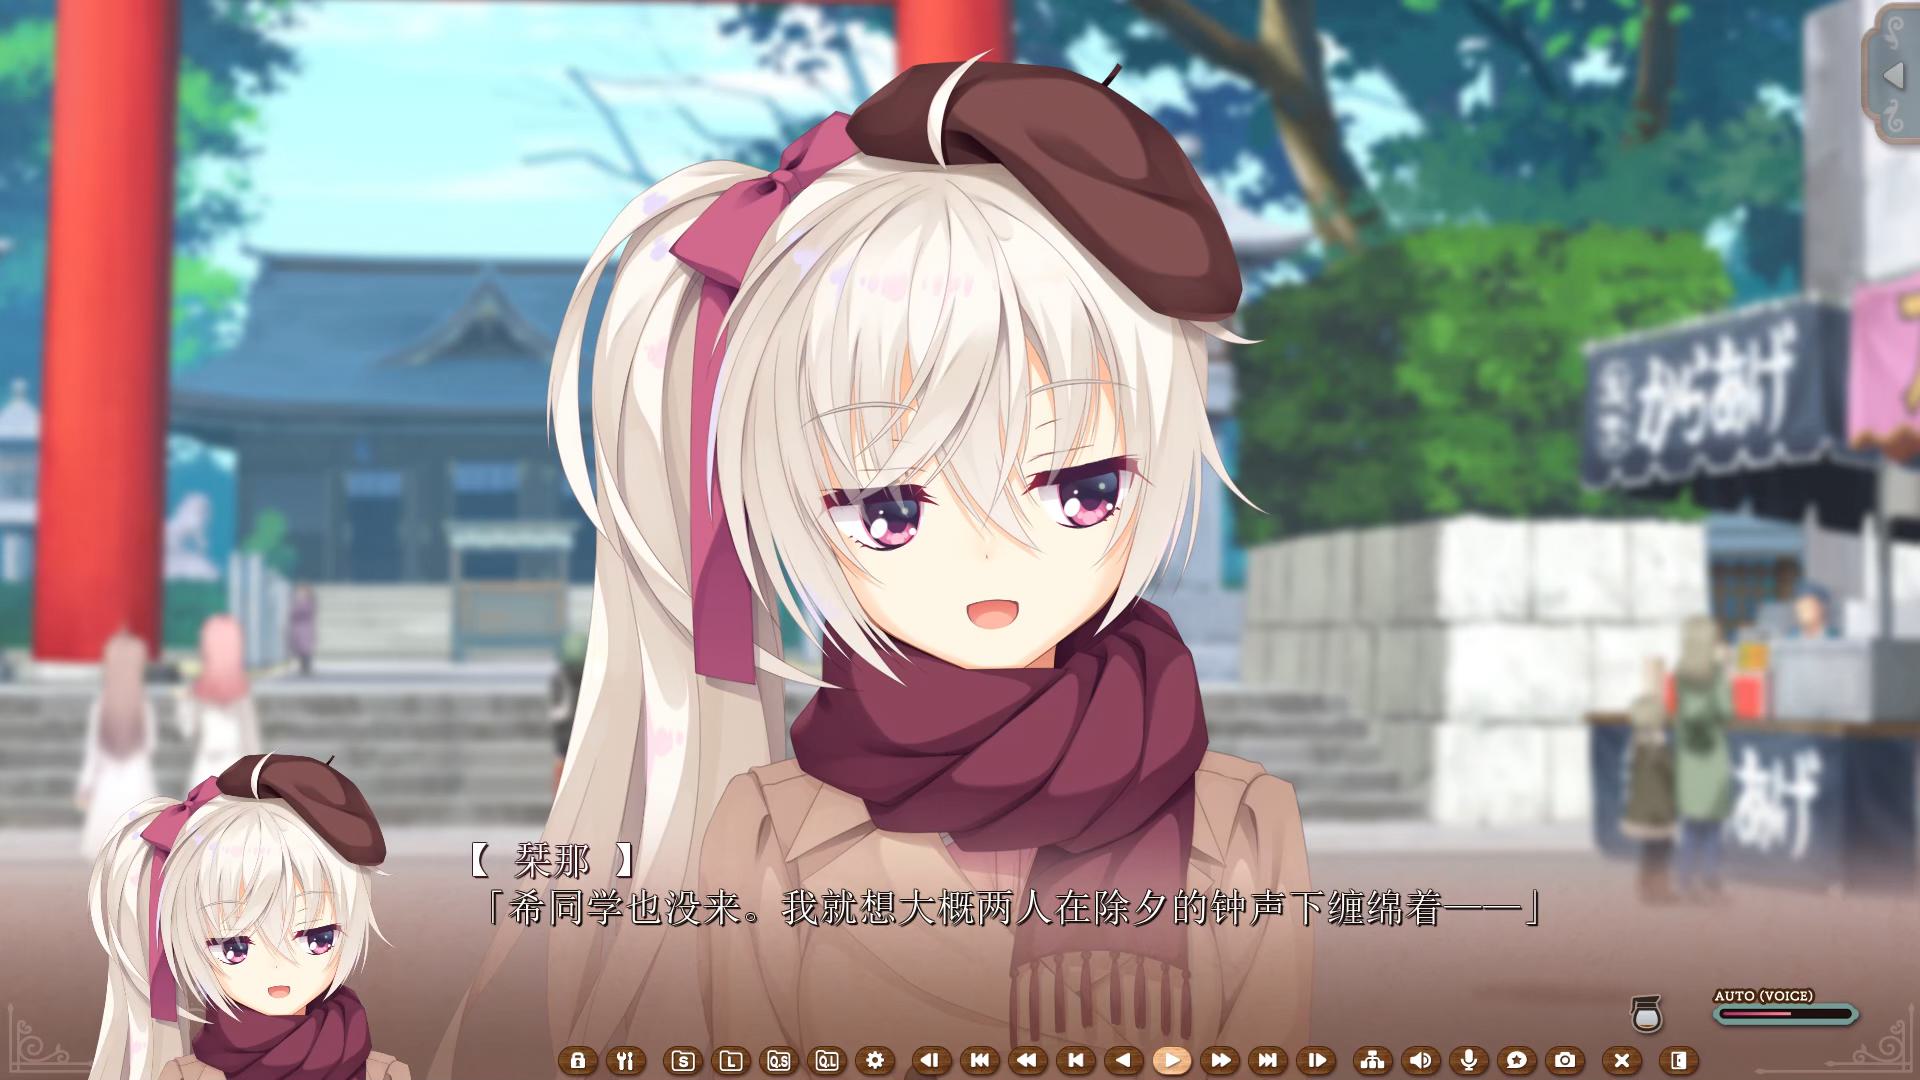 からあげ
あげ
【 栞那 】
「希同学也没来。我就想大概两人在除夕的钟声下缠绵着——」
AUTO (VOICE)
S L Q.S Q.L